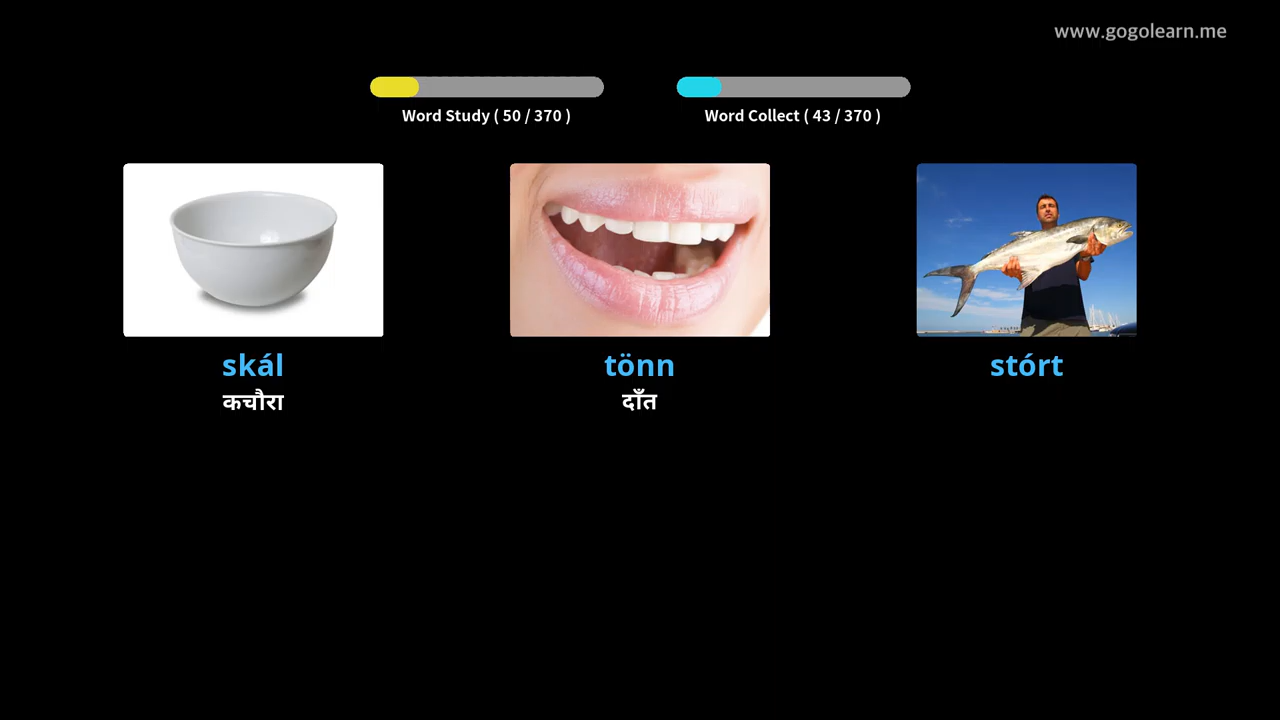 www.gogolearn.me
Word Study ( 50 / 370 )
Word Collect ( 43 / 370 )
skál
कचौरा
tönn
दाँत
stórt